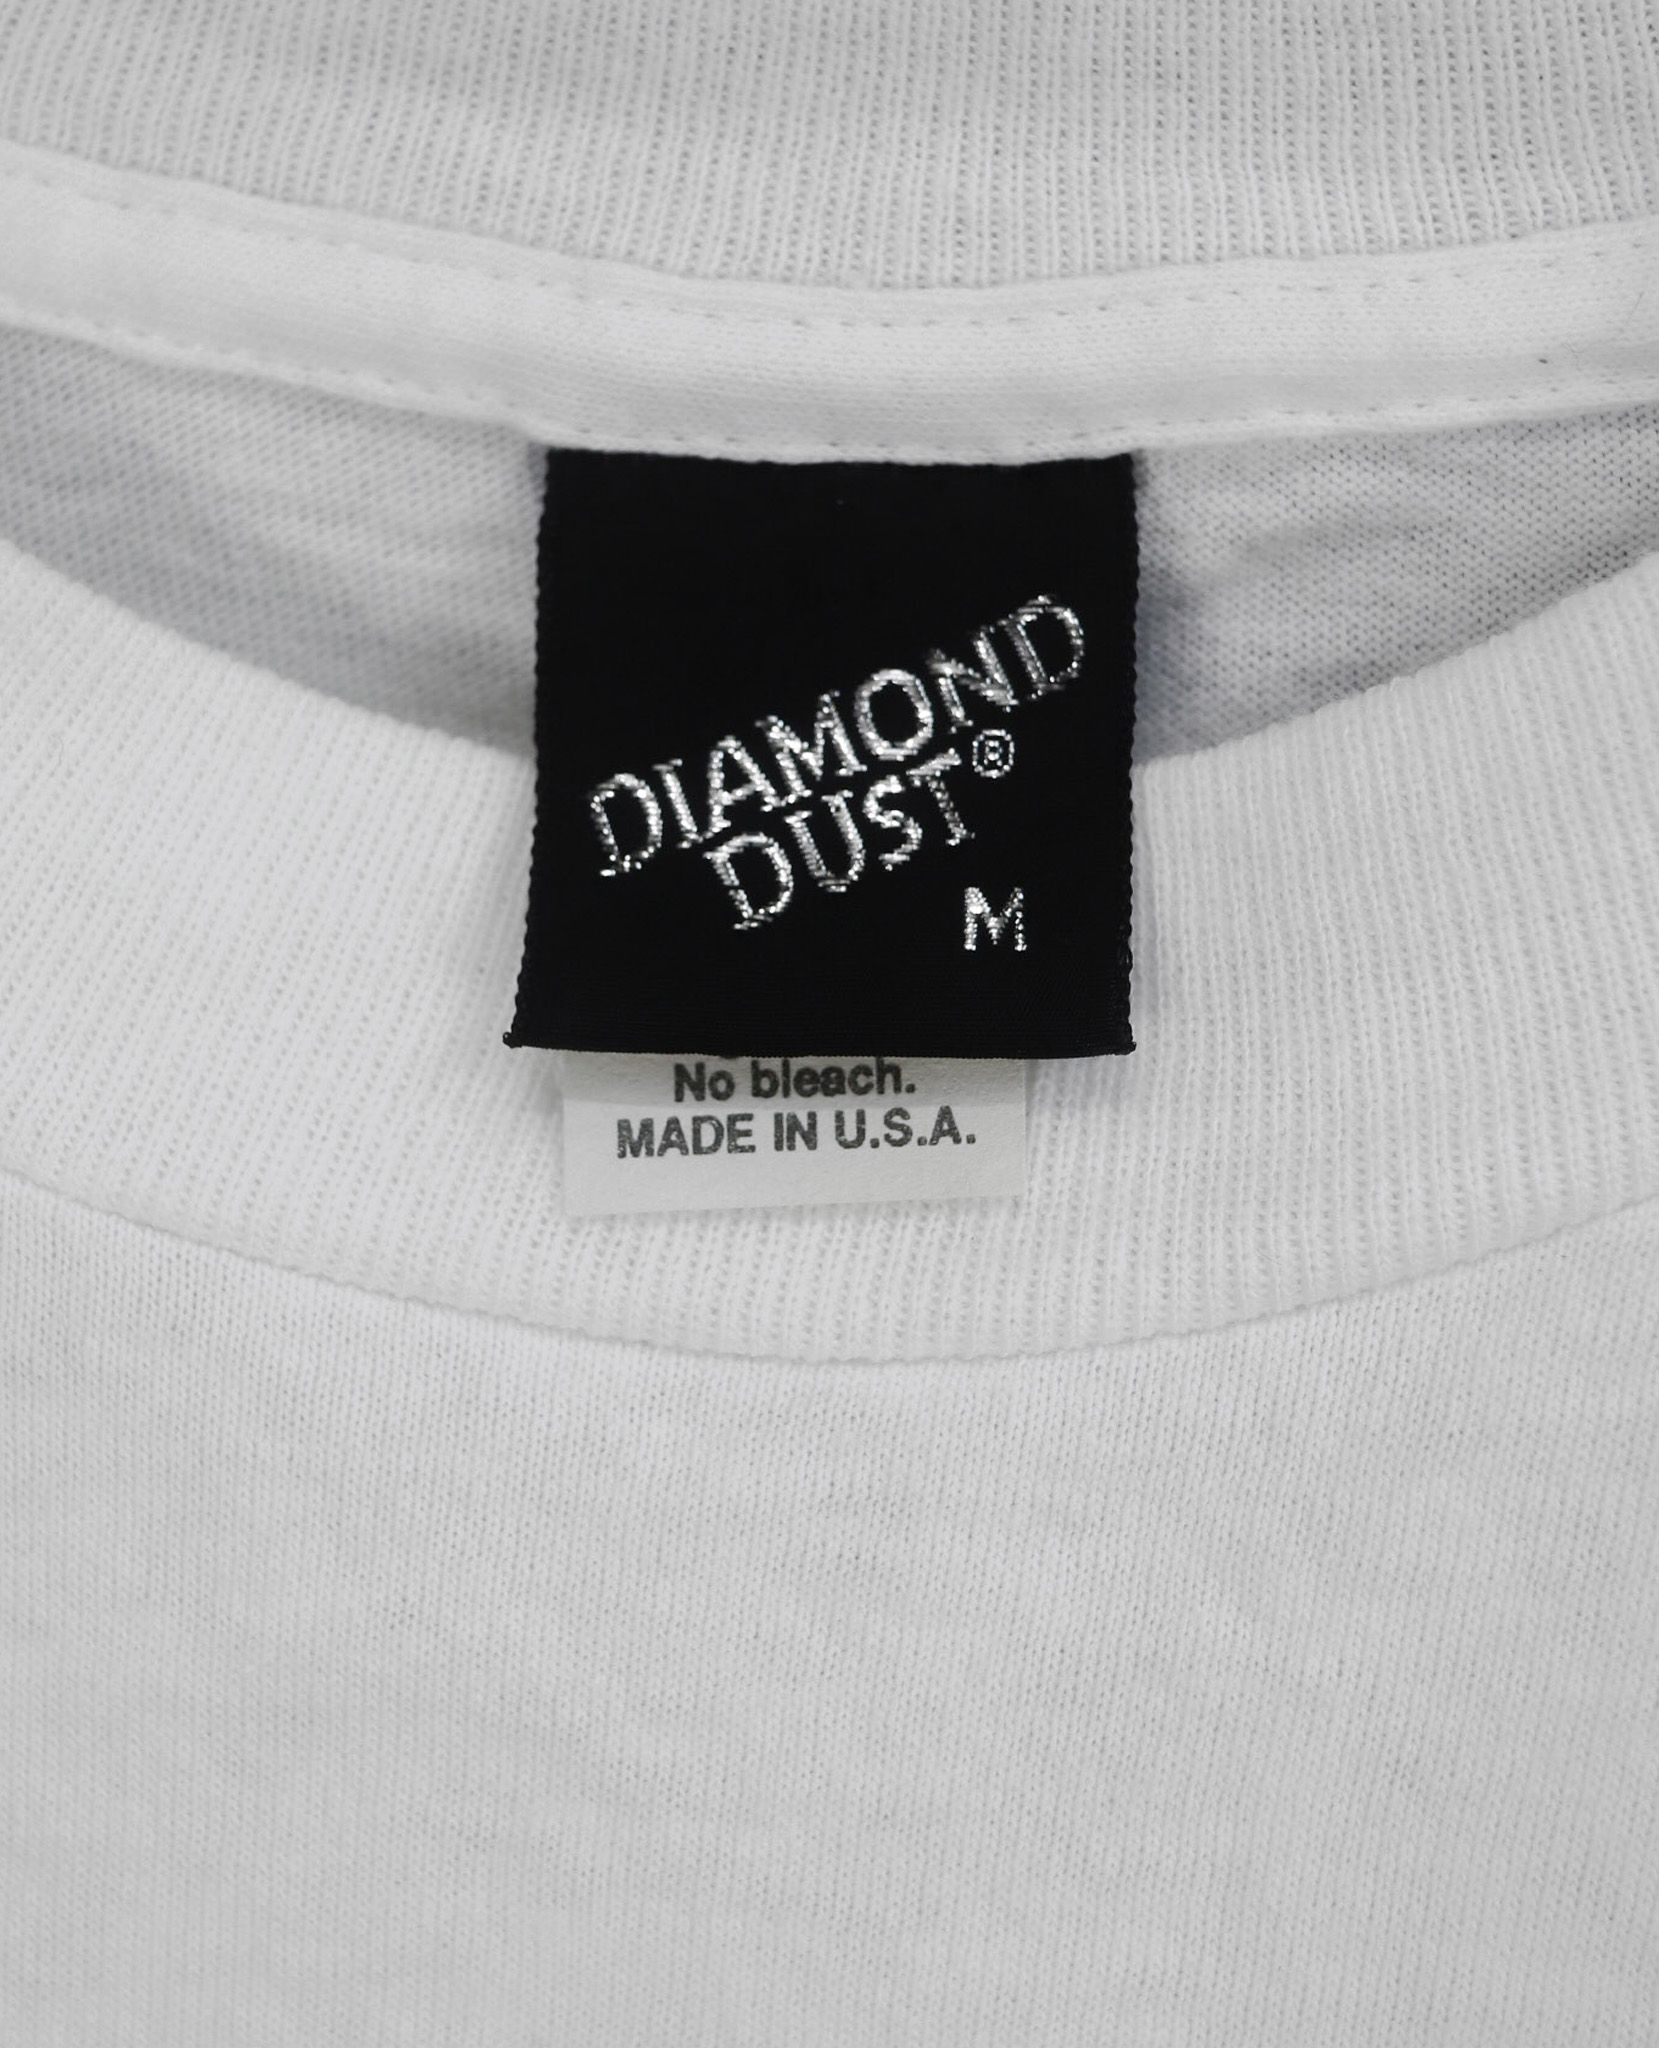 DIAMOND
DUST®
M
No bleach.
MADE IN U.S.A.